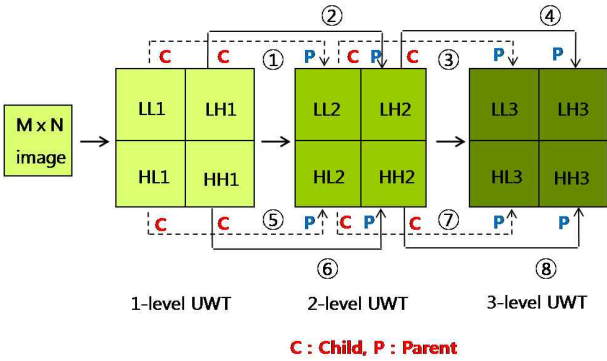 ② ④
C C ① P C P C ③ P P
LL1 LH1 LL2 LH2 LL3 LH3
M x N
image
HL1 HH1 HL2 HH2 HL3 HH3
C C ⑤ P C P C ⑦ P P
⑥ ⑧
1-level UWT 2-level UWT 3-level UWT
C : Child, P : Parent